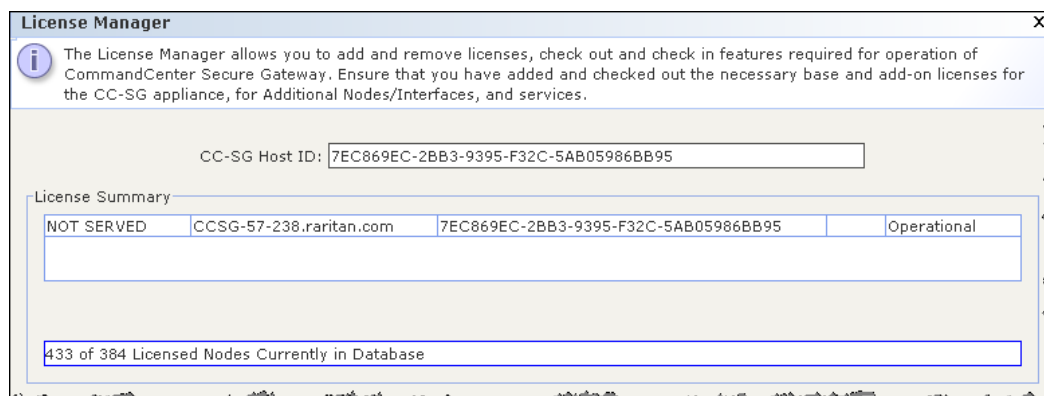 License Manager
X
The License Manager allows you to add and remove licenses, check out and check in features required for operation of
CommandCenter Secure Gateway. Ensure that you have added and checked out the necessary base and add-on licenses for
the CC-SG appliance, for Additional Nodes/Interfaces, and services.
CC-SG Host ID: 7EC869EC-2BB3-9395-F32C-5AB05986BB95
License Summary
NOT SERVED CCSG-57-238.raritan.com 7EC869EC-2BB3-9395-F32C-5AB05986BB95 Operational
433 of 384 Licensed Nodes Currently in Database